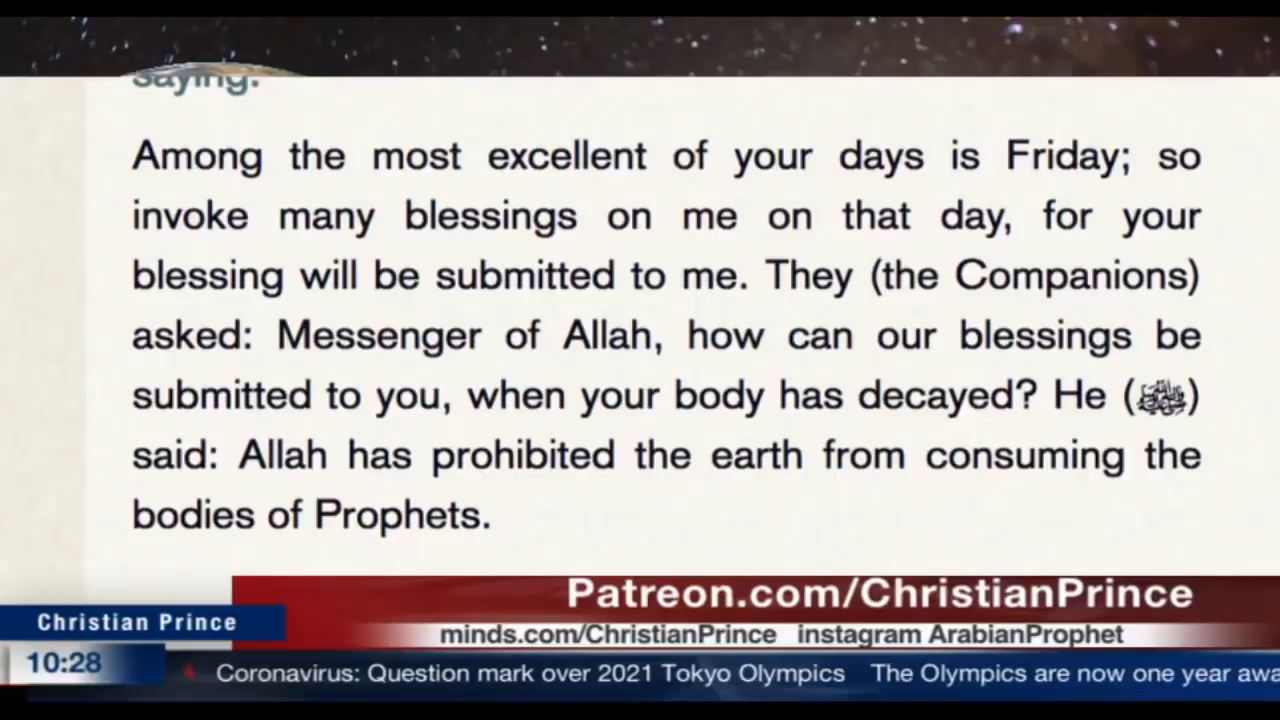 saying:
Among the most excellent of your days is Friday; so
invoke many blessings on me on that day, for your
blessing will be submitted to me. They (the Companions)
asked: Messenger of Allah, how can our blessings be
submitted to you, when your body has decayed? He (ﷺ)
said: Allah has prohibited the earth from consuming the
bodies of Prophets.
Patreon.com/ChristianPrince
Christian Prince
minds.com/ChristianPrince instagram ArabianProphet
10:28
Coronavirus: Question mark over 2021 Tokyo Olympics The Olympics are now one year awa